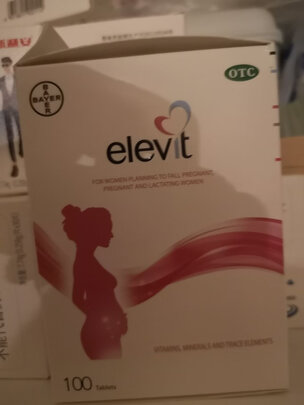 BAYER
BAYER
OTC
elevit
FOR WOMEN PLANNING TO FALL PREGNANT,
PREGNANT AND LACTATING WOMEN
VITAMINS, MINERALS AND TRACE ELEMENTS
100 Tablets